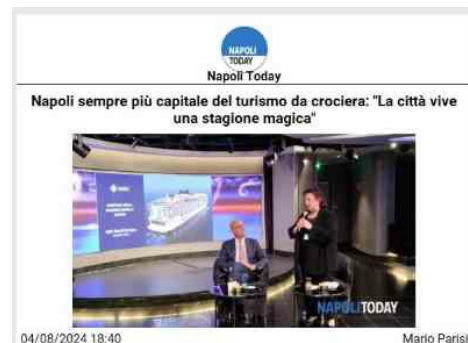 NAPOLI
TODAY
Napoli Today
Napoli sempre più capitale del turismo da crociera: "La città vive
una stagione magica"
NAPOLITODAY
04/08/2024 18:40
Mario Parisi